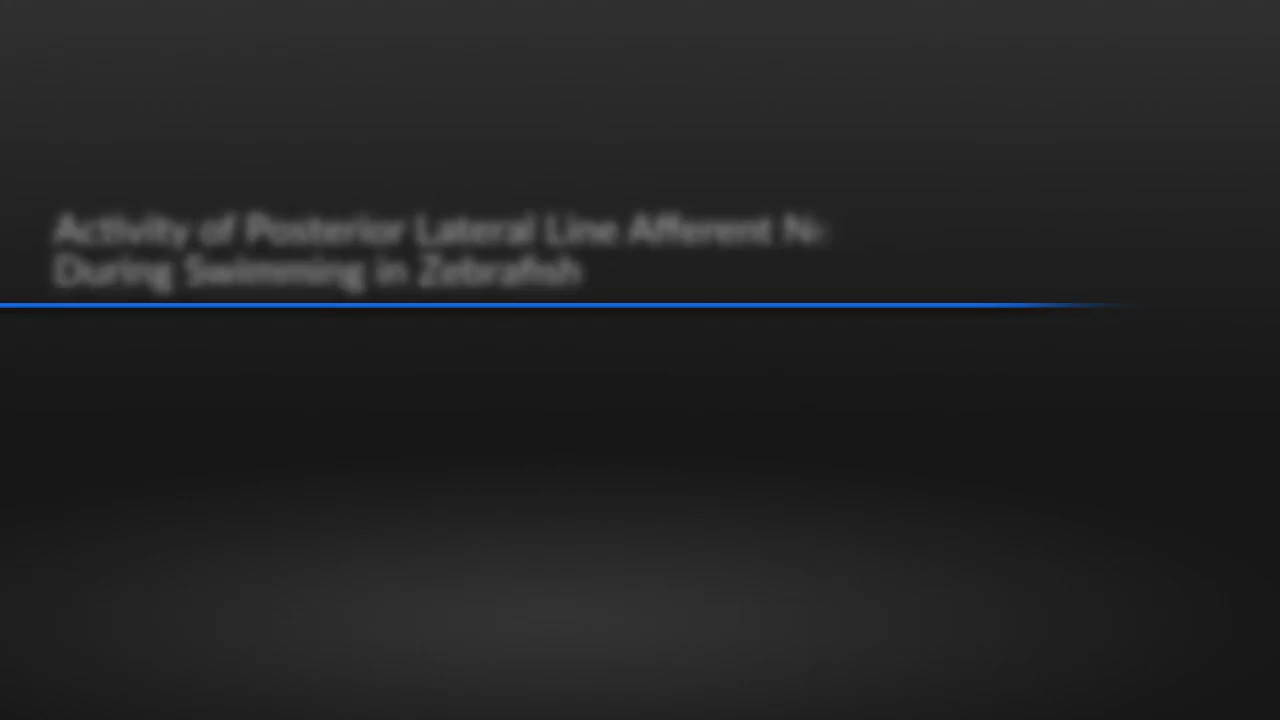 Activity of Posterior Lateral Line Afferent
During Swimming in Zebrafish